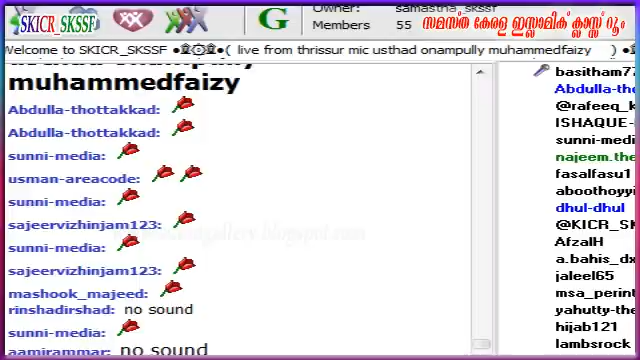 SKICR_SKSSF
G
Owner: samastha_skssf
Members 55
സമസ്ത കേരള ഇസ്ലാമിക് ക്ലാസ്സ് റൂം
Welcome to SKICR_SKSSF
( live from thrissur mic usthad onampully muhammedfaizy )
muhammedfaizy
Abdulla-thottakkad:
Abdulla-thottakkad:
sunni-media:
usman-areacode:
sunni-media:
sajeervizhinjam123:
sunni-media:
sajeervizhinjam123:
mashook_majeed:
rinshadirshad: no sound
sunni-media:
aamirammar: no sound
basitham77
Abdulla-tho
@rafeeq_k
ISHAQUE-
sunni-media
najeem.the
fasalfasu1
aboothoyyi
dhul-dhul
@KICR_SK
AfzalH
a.bahis_dx
jaleel65
msa_perint
yahutty-the
hijab121
lambsrock